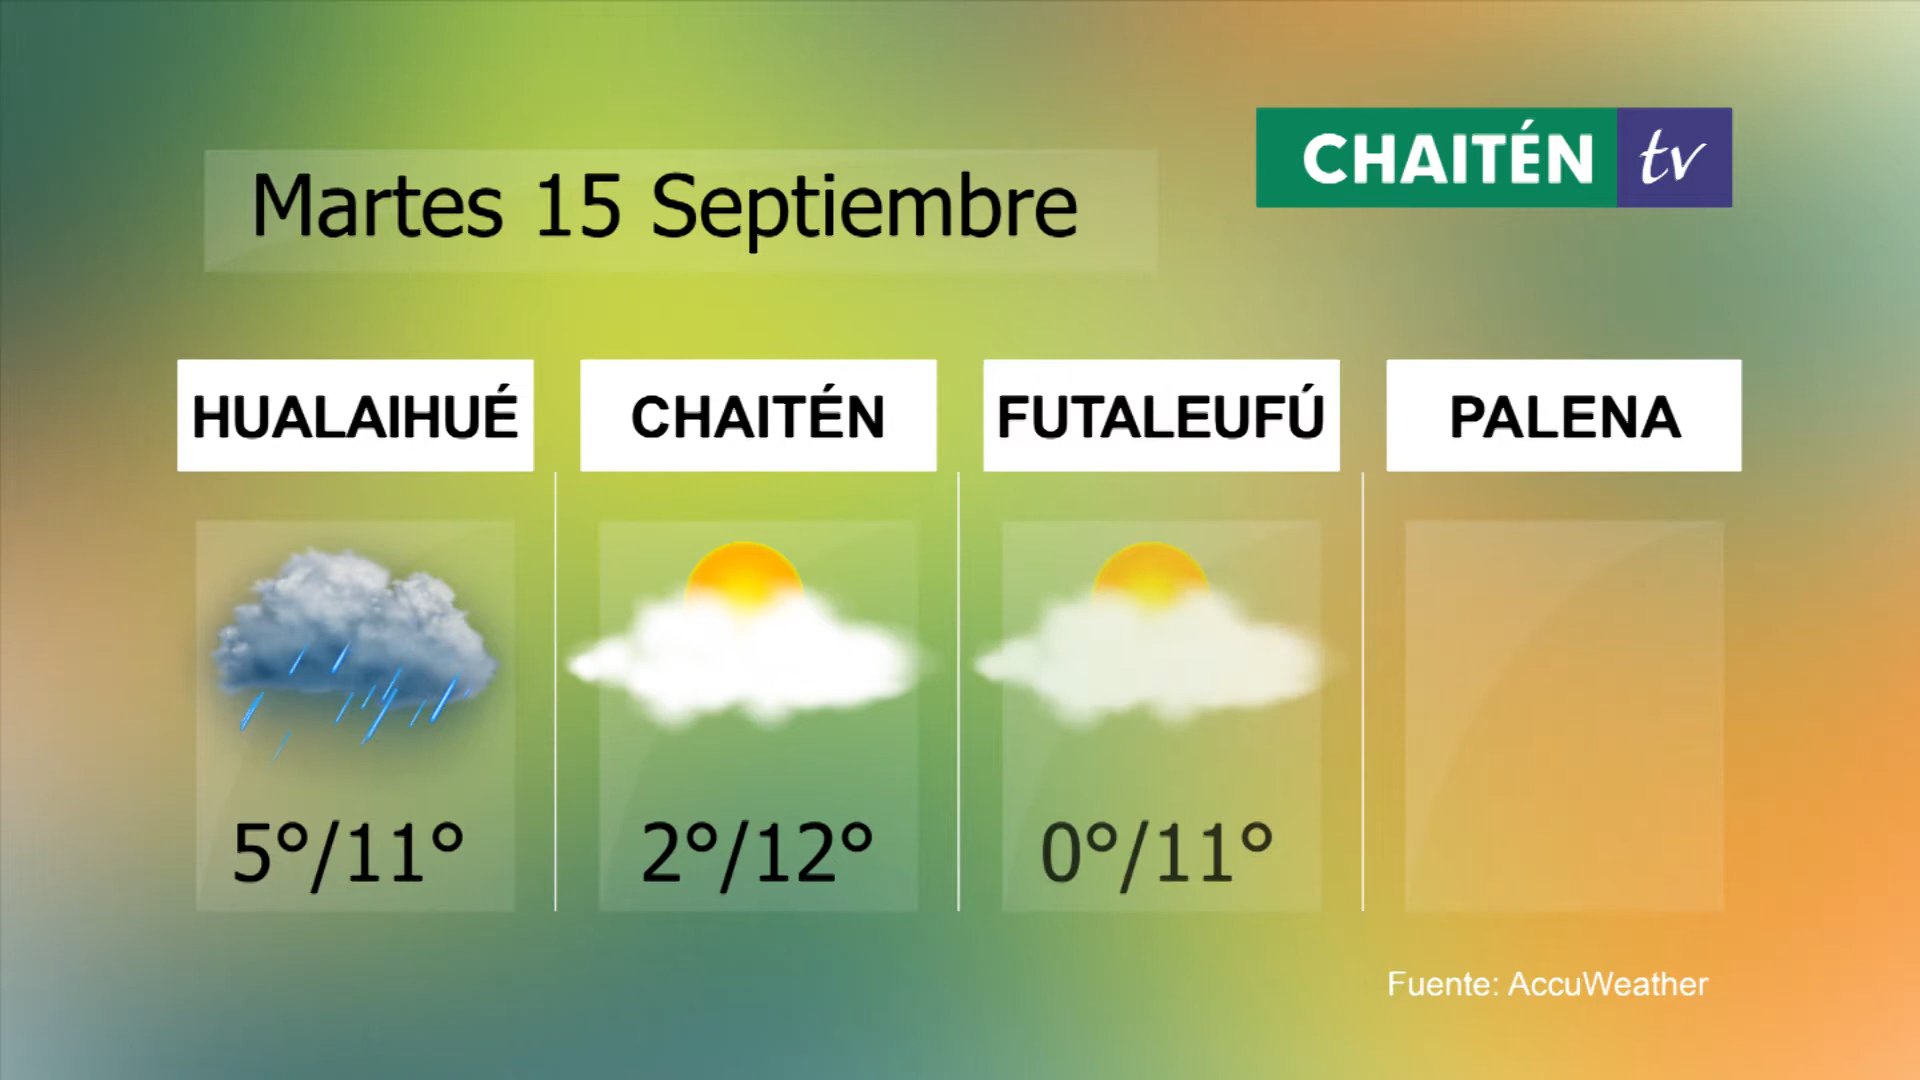 Martes 15 Septiembre
CHAITÉN tv
HUALAIHUÉ
CHAITÉN
FUTALEUFÚ
PALENA
5°/11°
2°/12°
0°/11°
Fuente: AccuWeather